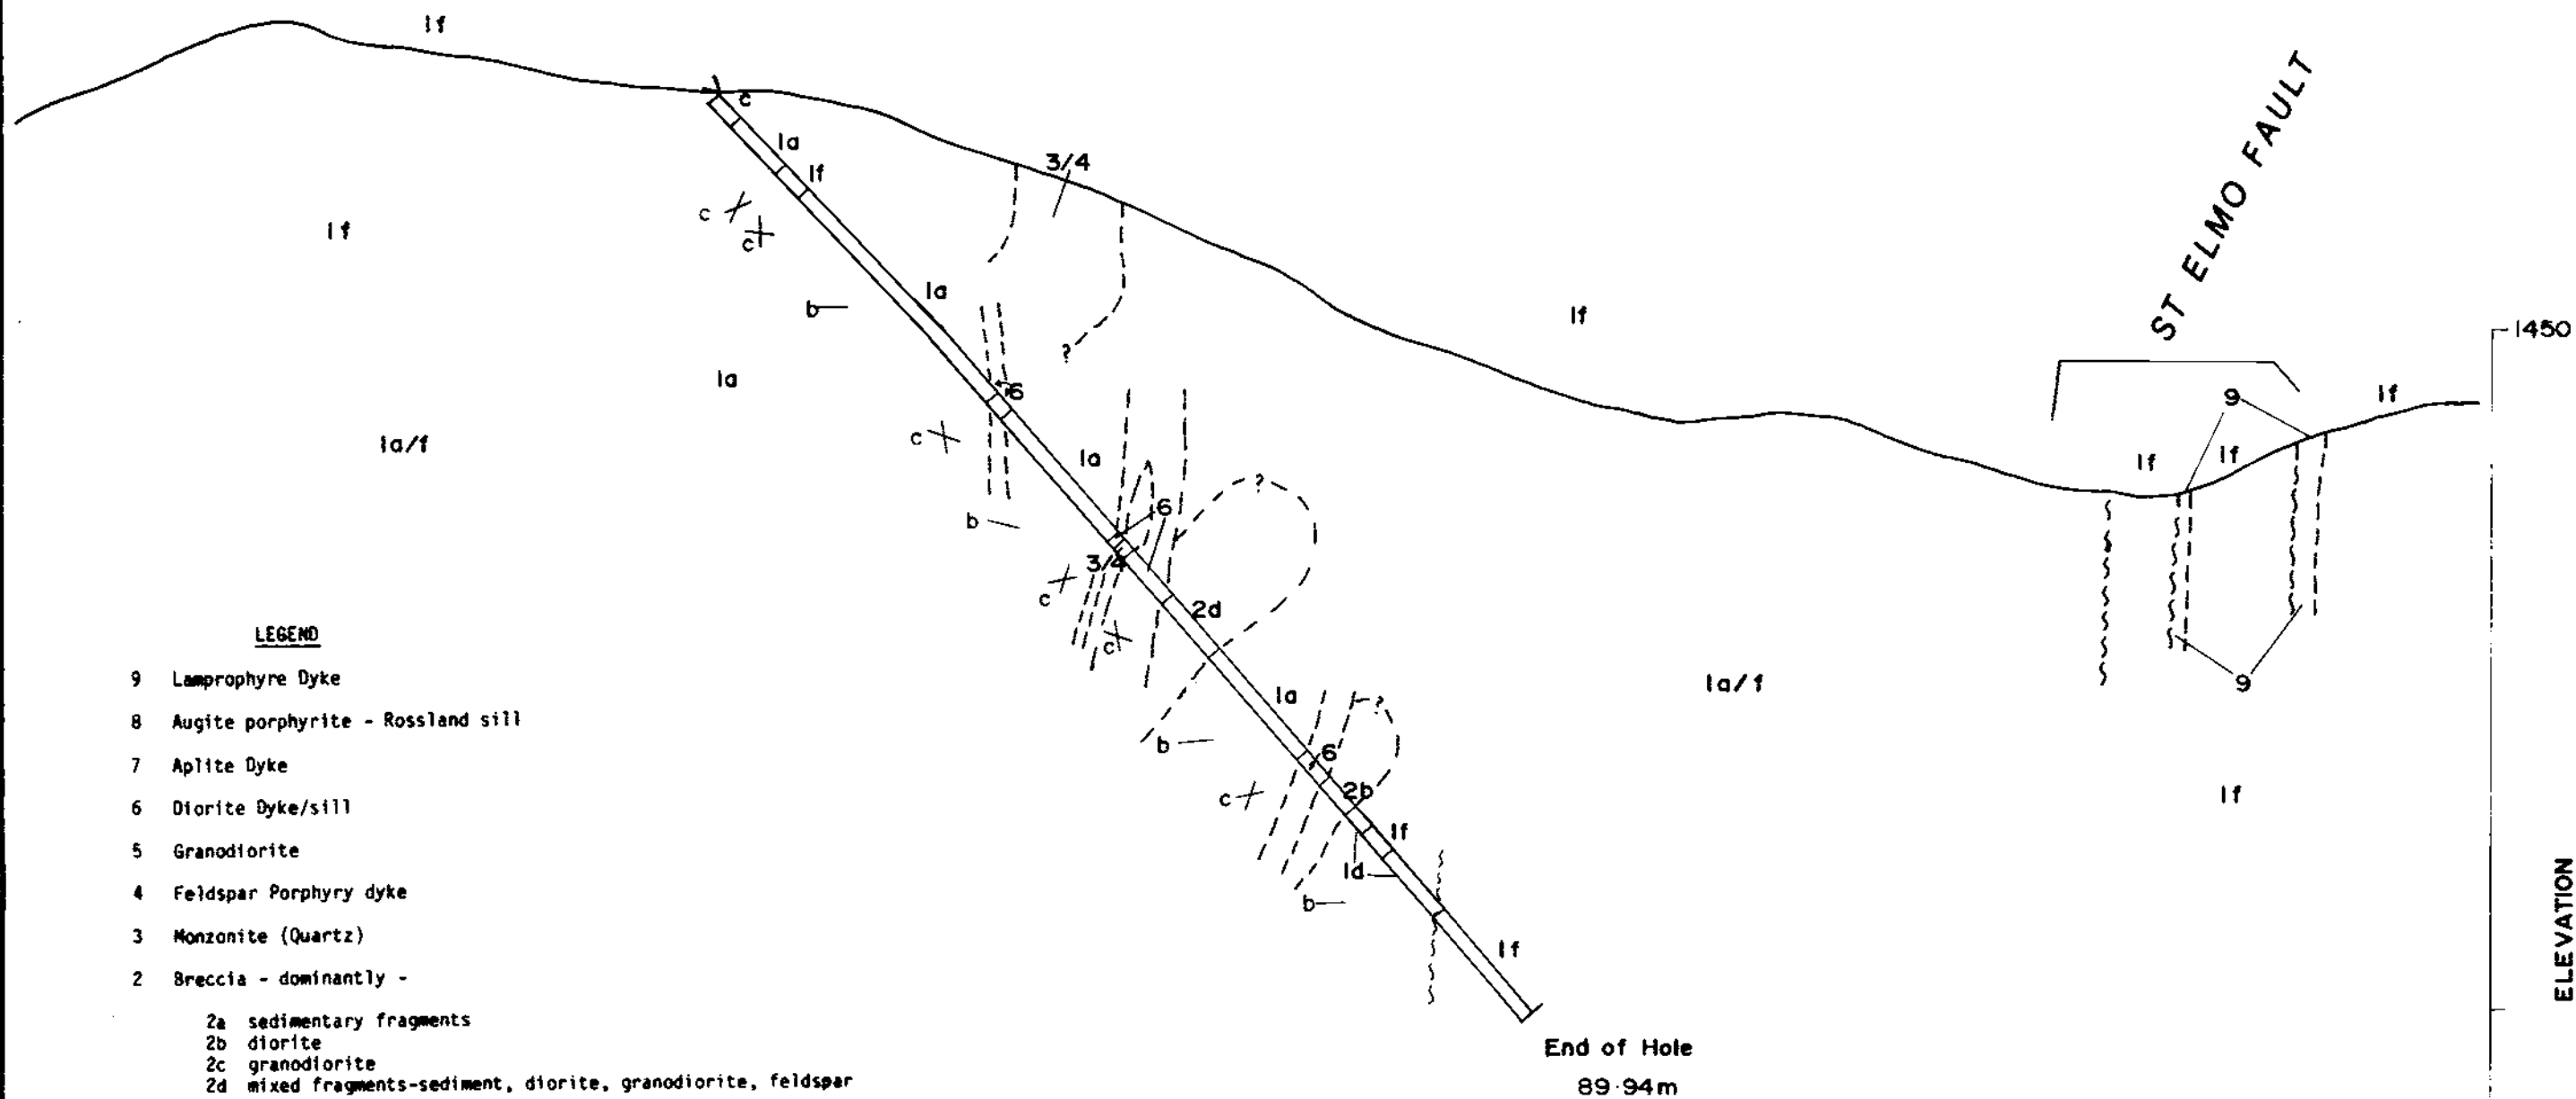 1f
c
1a
3/4
1f
ST ELMO FAULT
c
c
1f
1a
b
1f
1450
1a
6
9
1f
c
1a/f
1a
1f
1f
?
b
6
?
3/4
c
2d
c
LEGEND
9 Lamprophyre Dyke
1a/f
9
8 Augite porphyrite - Rossland sill
1a
?
b
6
7 Aplite Dyke
c
2b
1f
6 Diorite Dyke/sill
1f
5 Granodiorite
1d
4 Feldspar Porphyry dyke
b
ELEVATION
3 Monzonite (Quartz)
1f
2 Breccia - dominantly -
2a sedimentary fragments
2b diorite
2c granodiorite
2d mixed fragments-sediment, diorite, granodiorite, feldspar
End of Hole
89.94m